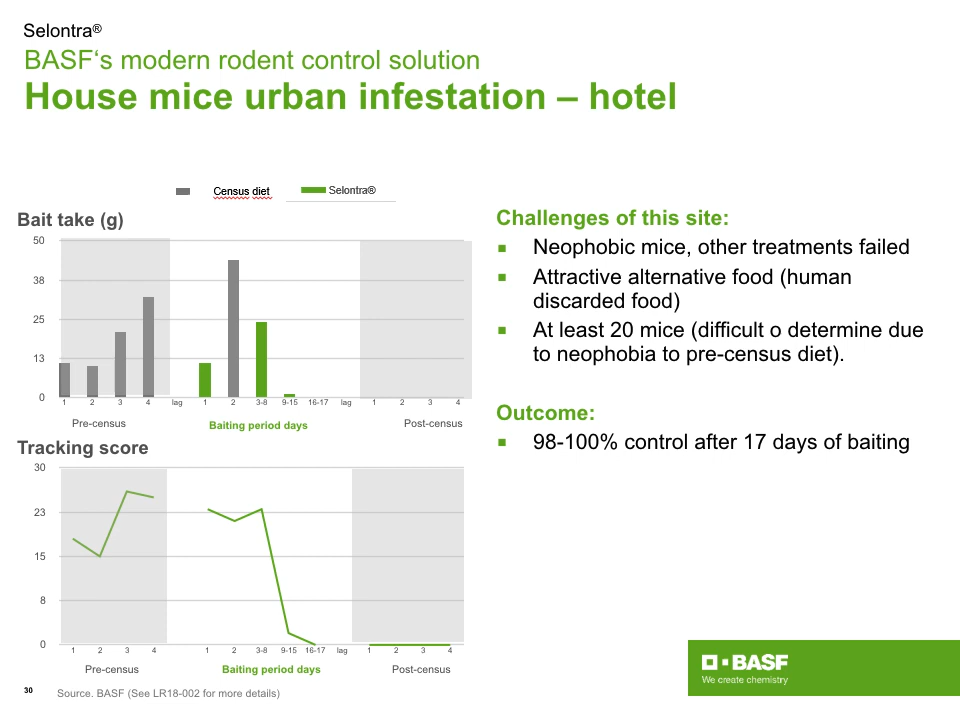 Selontra®
BASF‘s modern rodent control solution
House mice urban infestation – hotel
Census diet Selontra®
Bait take (g)
50
38
25
13
0
1 2 3 4 lag 1 2 3-8 9-15 16-17 lag 1 2 3 4
Pre-census Baiting period days Post-census
Tracking score
30
23
15
8
0
1 2 3 4 1 2 3-8 9-15 16-17 lag 1 2 3 4
Pre-census Baiting period days Post-census
Challenges of this site:
Neophobic mice, other treatments failed
Attractive alternative food (human
discarded food)
At least 20 mice (difficult o determine due
to neophobia to pre-census diet).
Outcome:
98-100% control after 17 days of baiting
BASF
We create chemistry
30 Source. BASF (See LR18-002 for more details)